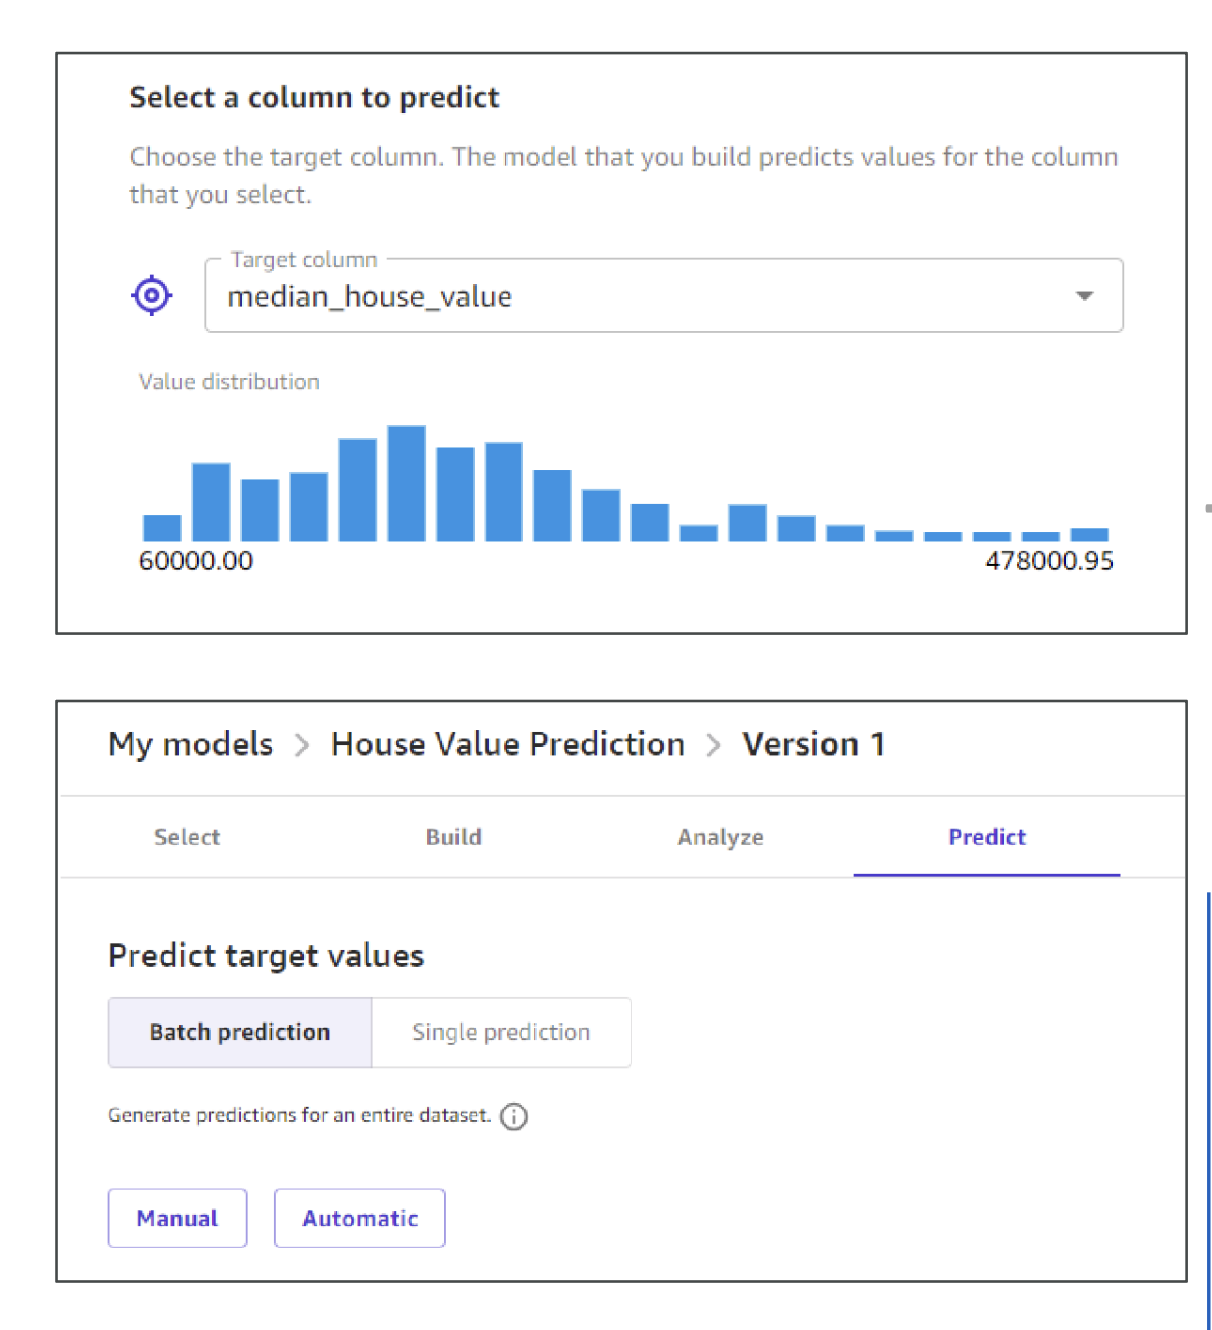 Select a column to predict
Choose the target column. The model that you build predicts values for the column
that you select.
Target column
median_house_value
Value distribution
60000.00 478000.95
My models > House Value Prediction > Version 1
Select Build Analyze Predict
Predict target values
Batch prediction Single prediction
Generate predictions for an entire dataset.
Manual Automatic